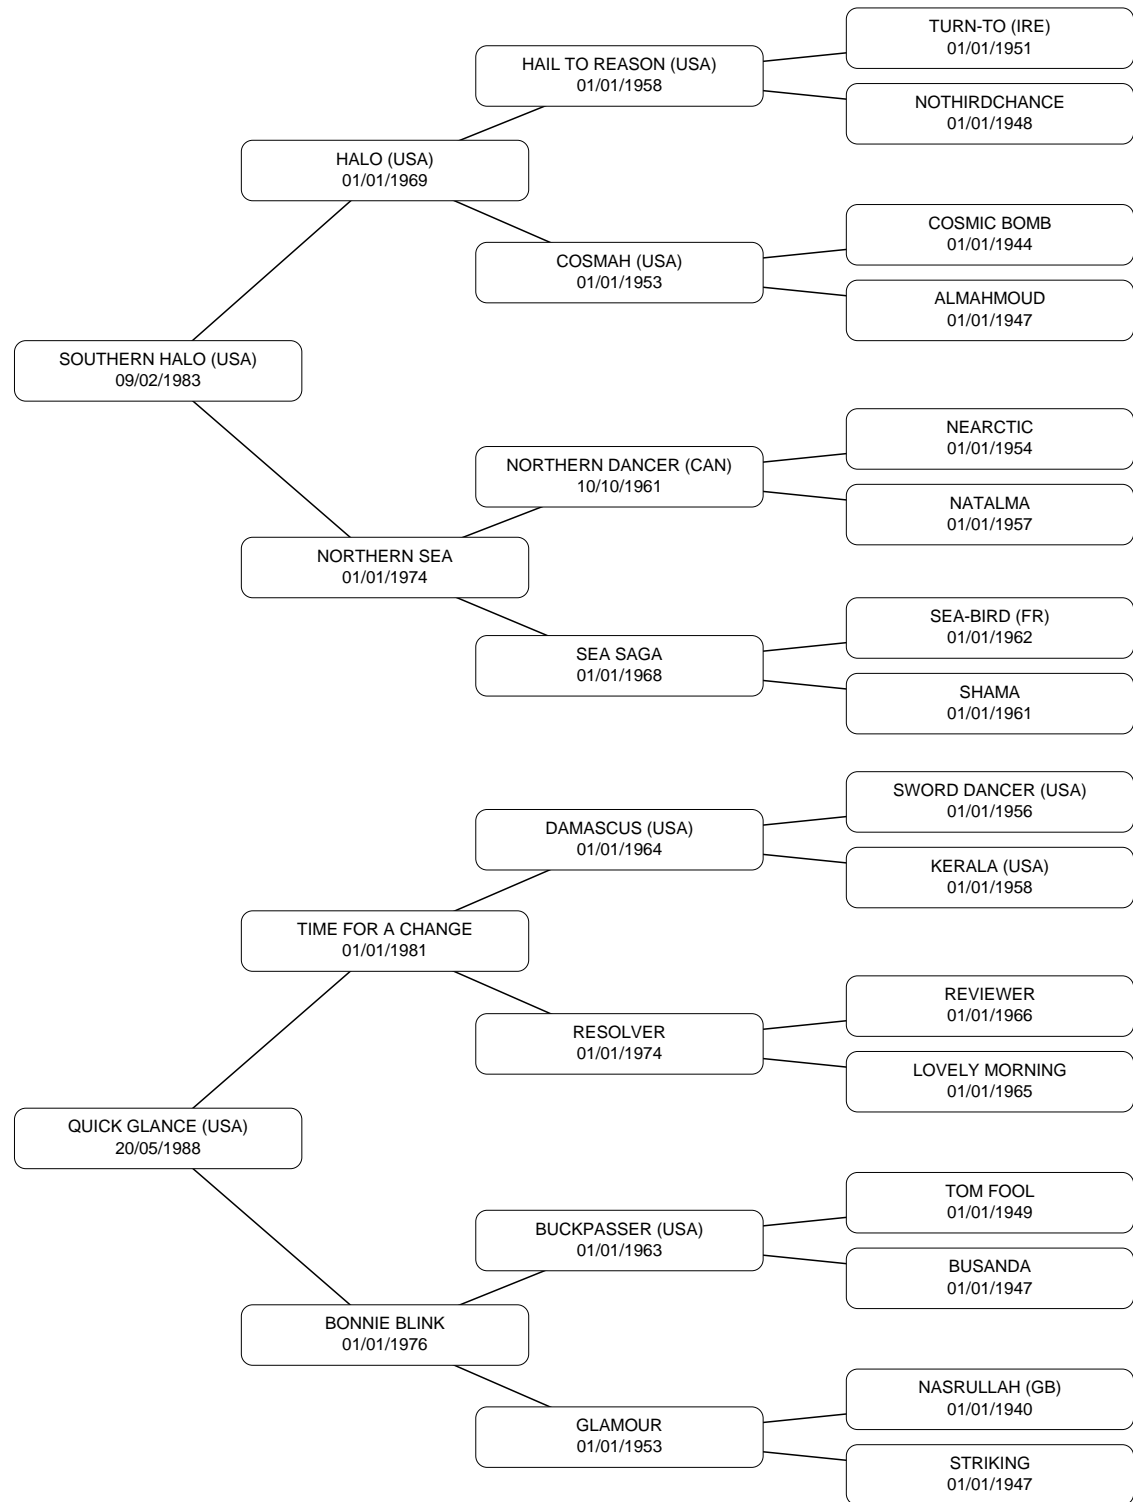 TURN-TO (IRE)
01/01/1951
HAIL TO REASON (USA)
01/01/1958
NOTHIRDCHANCE
01/01/1948
HALO (USA)
01/01/1969
COSMIC BOMB
01/01/1944
COSMAH (USA)
01/01/1953
ALMAHMOUD
01/01/1947
SOUTHERN HALO (USA)
09/02/1983
NEARCTIC
01/01/1954
NORTHERN DANCER (CAN)
10/10/1961
NATALMA
01/01/1957
NORTHERN SEA
01/01/1974
SEA-BIRD (FR)
01/01/1962
SEA SAGA
01/01/1968
SHAMA
01/01/1961
SWORD DANCER (USA)
01/01/1956
DAMASCUS (USA)
01/01/1964
KERALA (USA)
01/01/1958
TIME FOR A CHANGE
01/01/1981
REVIEWER
01/01/1966
RESOLVER
01/01/1974
LOVELY MORNING
01/01/1965
QUICK GLANCE (USA)
20/05/1988
TOM FOOL
01/01/1949
BUCKPASSER (USA)
01/01/1963
BUSANDA
01/01/1947
BONNIE BLINK
01/01/1976
NASRULLAH (GB)
01/01/1940
GLAMOUR
01/01/1953
STRIKING
01/01/1947